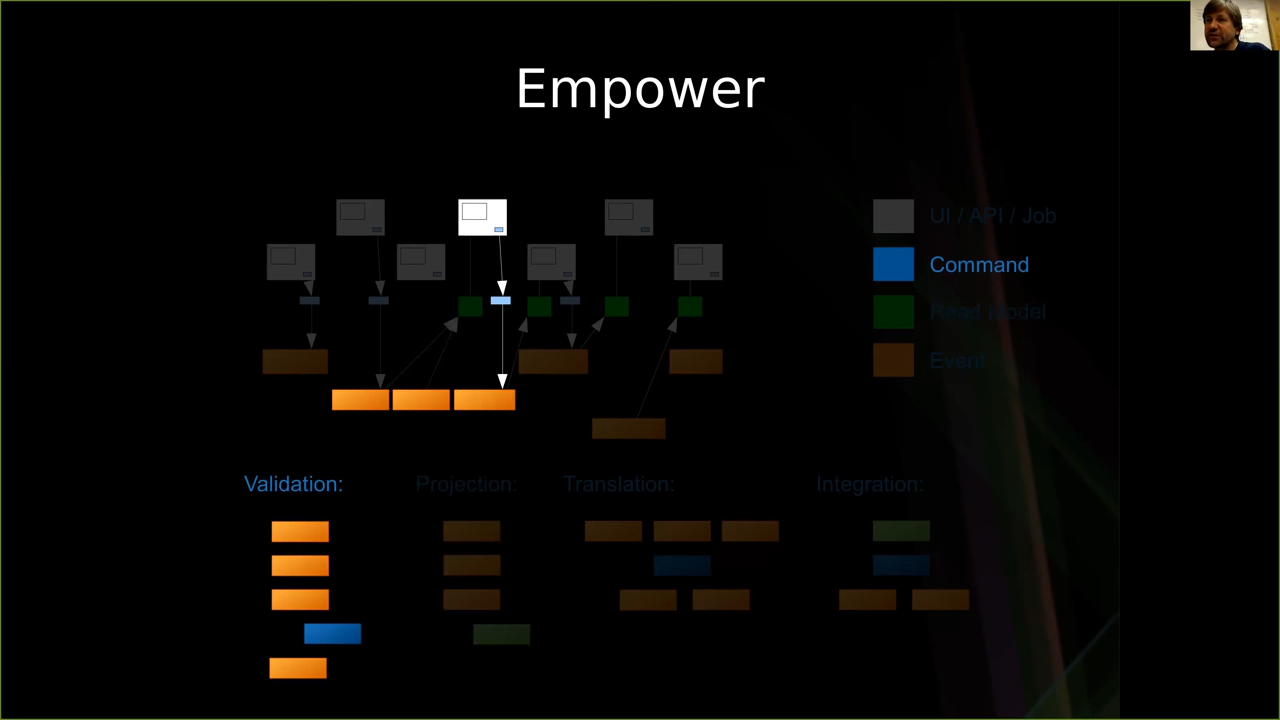 Empower
UI / API / Job
Command
Read Model
Event
Validation:
Projection:
Translation:
Integration: